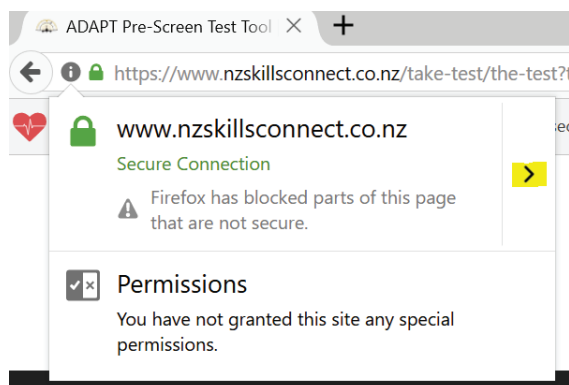 ADAPT Pre-Screen Test Tool
https://www.nzskillsconnect.co.nz/take-test/the-test?
www.nzskillsconnect.co.nz
Secure Connection
Firefox has blocked parts of this page
that are not secure.
Permissions
You have not granted this site any special
permissions.